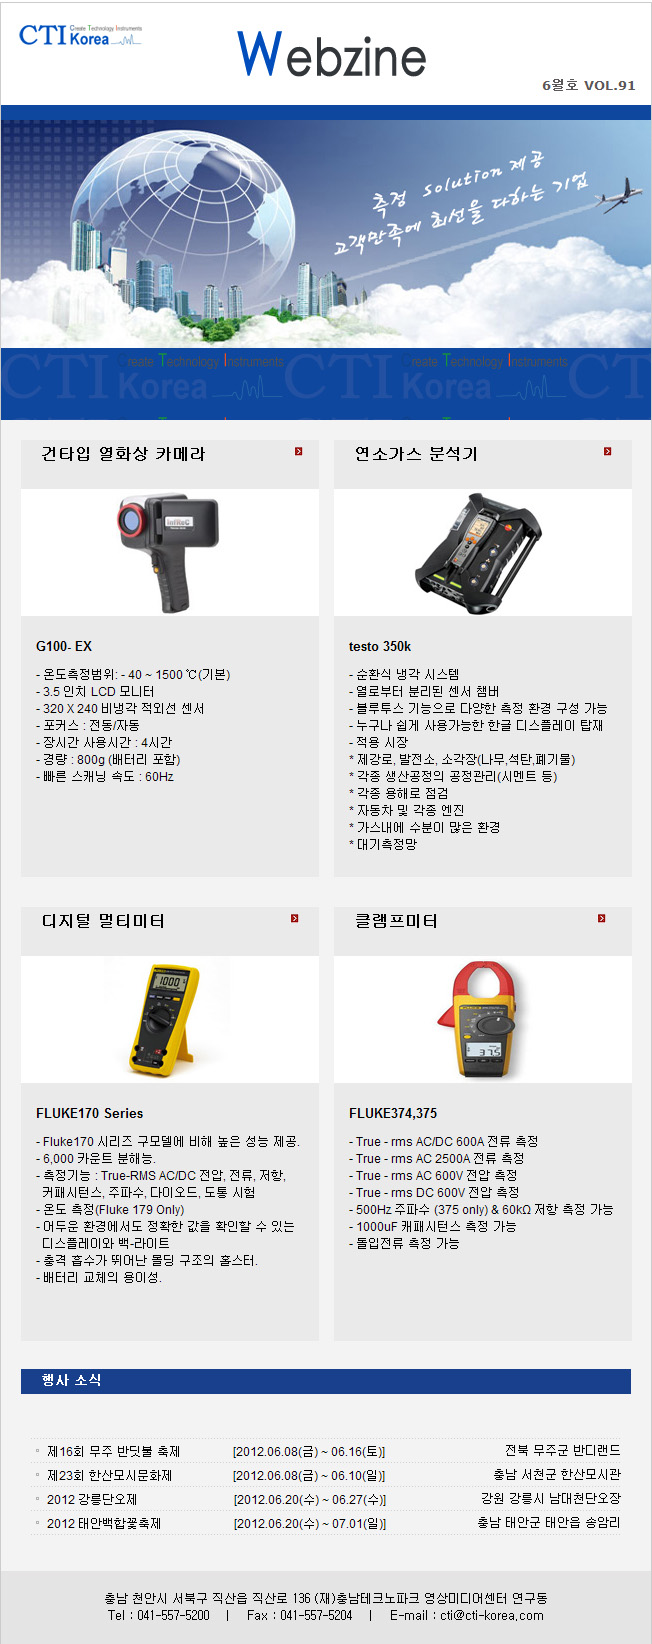 CTI Create Technology Instruments
Korea
Webzine
6월호 VOL.91
측정 solution 제공
고객만족에 최선을 다하는 기업
CTI Create Technology Instruments Korea
CTI Create Technology Instruments Korea
CTI
건타입 열화상 카메라
InfReC
G100- EX
- 온도측정범위: - 40 ~ 1500 ℃(기본)
- 3.5 인치 LCD 모니터
- 320 X 240 비냉각 적외선 센서
- 포커스 : 전동/자동
- 장시간 사용시간 : 4시간
- 경량 : 800g (배터리 포함)
- 빠른 스캐닝 속도 : 60Hz
연소가스 분석기
testo 350k
- 순환식 냉각 시스템
- 열로부터 분리된 센서 챔버
- 블루투스 기능으로 다양한 측정 환경 구성 가능
- 누구나 쉽게 사용가능한 한글 디스플레이 탑재
- 적용 시장
* 제강로, 발전소, 소각장(나무,석탄,폐기물)
* 각종 생산공정의 공정관리(시멘트 등)
* 각종 용해로 점검
* 자동차 및 각종 엔진
* 가스내에 수분이 많은 환경
* 대기측정망
디지털 멀티미터
1000
FLUKE170 Series
- Fluke170 시리즈 구모델에 비해 높은 성능 제공.
- 6,000 카운트 분해능.
- 측정기능 : True-RMS AC/DC 전압, 전류, 저항,
커패시턴스, 주파수, 다이오드, 도통 시험
- 온도 측정(Fluke 179 Only)
- 어두운 환경에서도 정확한 값을 확인할 수 있는
디스플레이와 백-라이트
- 충격 흡수가 뛰어난 몰딩 구조의 홀스터.
- 배터리 교체의 용이성.
클램프미터
37.5
FLUKE374,375
- True - rms AC/DC 600A 전류 측정
- True - rms AC 2500A 전류 측정
- True - rms AC 600V 전압 측정
- True - rms DC 600V 전압 측정
- 500Hz 주파수 (375 only) & 60kΩ 저항 측정 가능
- 1000uF 캐패시턴스 측정 가능
- 돌입전류 측정 가능
행사 소식
제16회 무주 반딧불 축제 [2012.06.08(금) ~ 06.16(토)] 전북 무주군 반디랜드
제23회 한산모시문화제 [2012.06.08(금) ~ 06.10(일)] 충남 서천군 한산모시관
2012 강릉단오제 [2012.06.20(수) ~ 06.27(수)] 강원 강릉시 남대천단오장
2012 태안백합꽃축제 [2012.06.20(수) ~ 07.01(일)] 충남 태안군 태안읍 송암리
충남 천안시 서북구 직산읍 직산로 136 (재)충남테크노파크 영상미디어센터 연구동
Tel : 041-557-5200 | Fax : 041-557-5204 | E-mail : cti@cti-korea.com